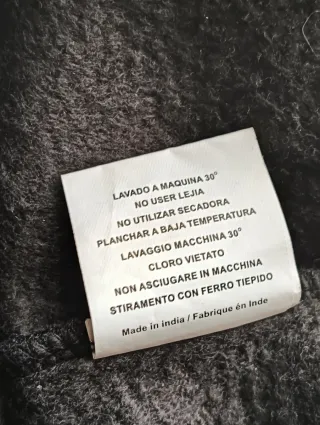 LAVADO A MAQUINA 30°
NO USER LEJIA
NO UTILIZAR SECADORA
PLANCHAR A BAJA TEMPERATURA
LAVAGGIO MACCHINA 30°
CLORO VIETATO
NON ASCIUGARE IN MACCHINA
STIRAMENTO CON FERRO TIEPIDO
Made in india / Fabrique én Inde